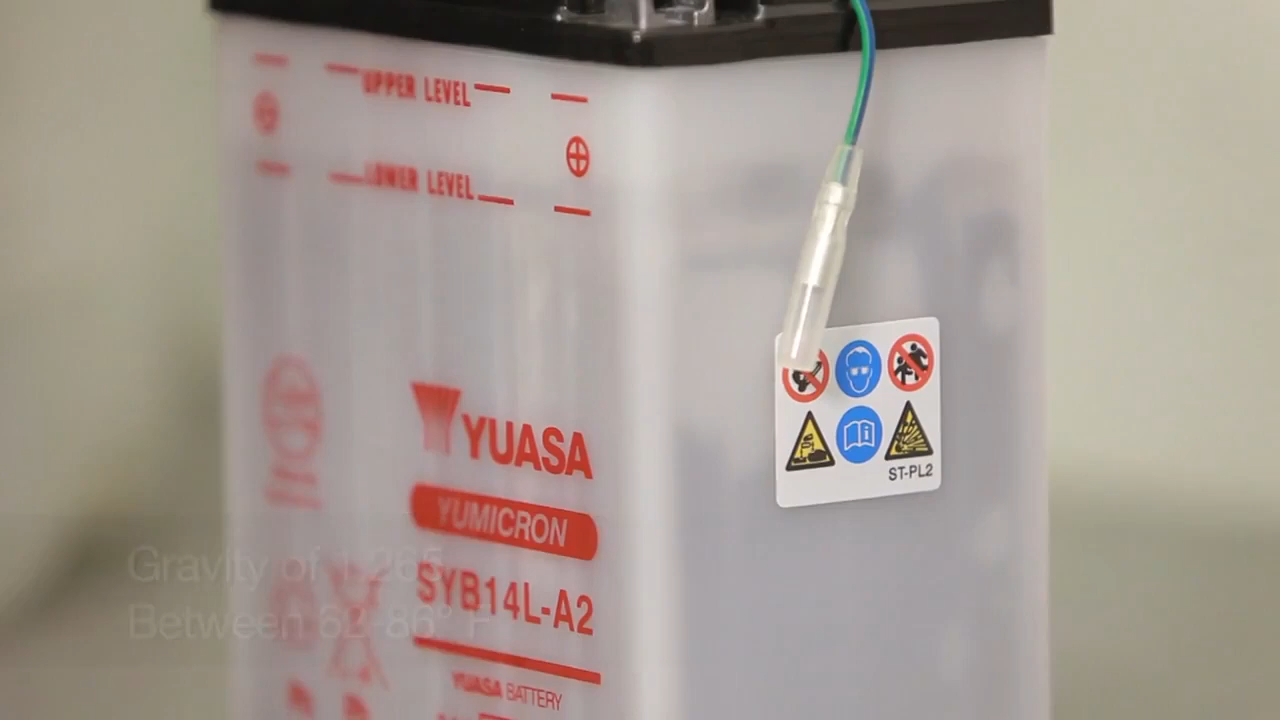 UPPER LEVEL
LOWER LEVEL
YUASA
YUMICRON
SYB14L-A2
YUASA BATTERY
ST-PL2
Gravity of 1.265
Between 62-86° F